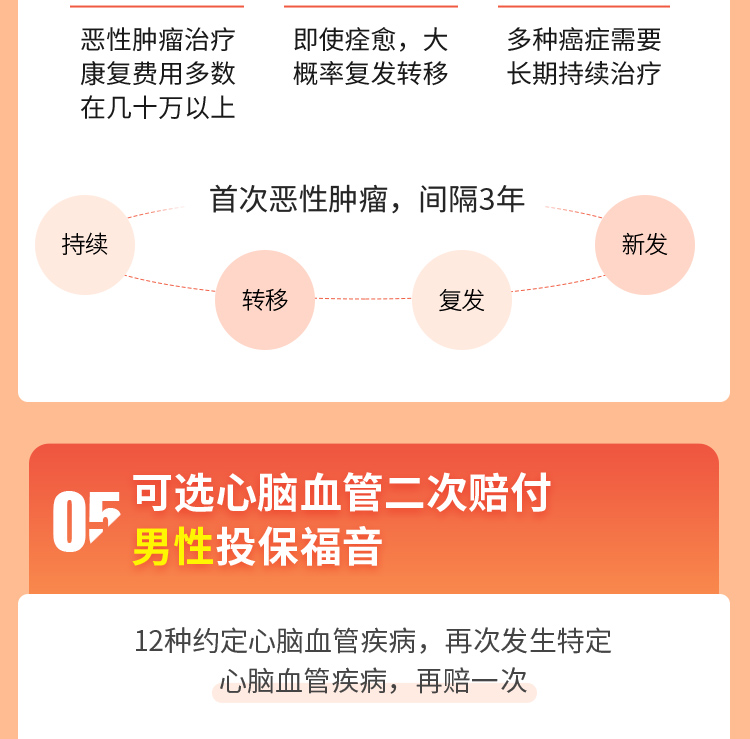 恶性肿瘤治疗
康复费用多数
在几十万以上
即使痊愈，大
概率复发转移
多种癌症需要
长期持续治疗
首次恶性肿瘤，间隔3年
持续
转移
复发
新发
05
可选心脑血管二次赔付
男性投保福音
12种约定心脑血管疾病，再次发生特定
心脑血管疾病，再赔一次